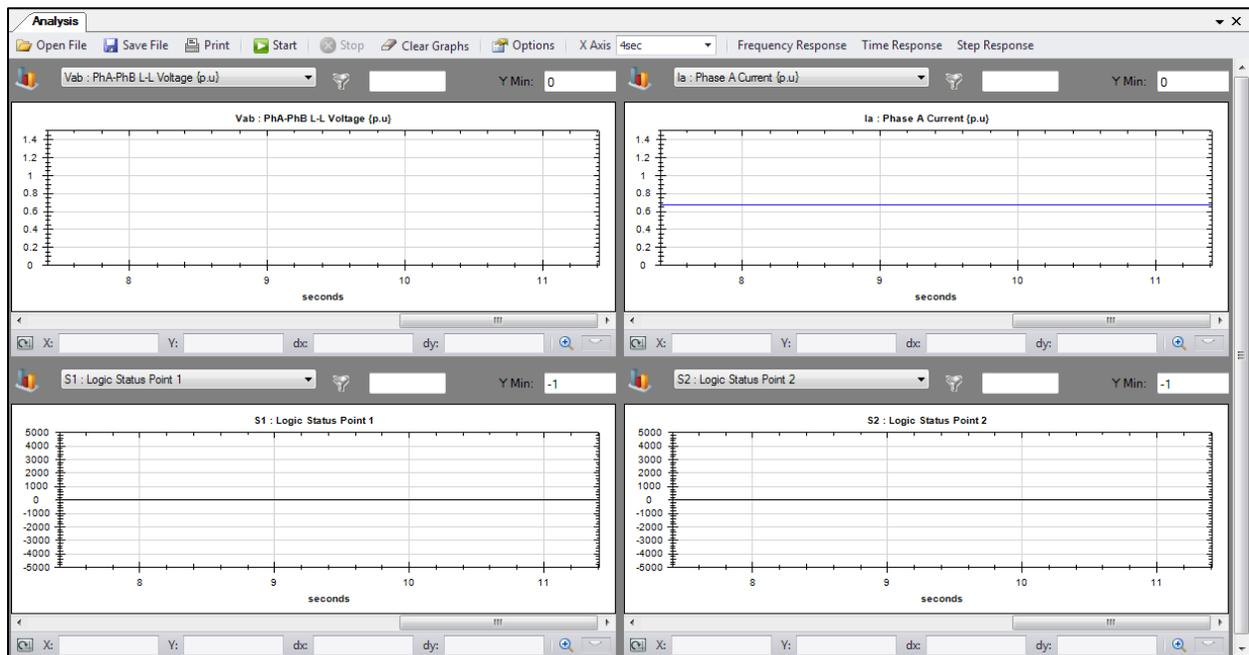 Analysis
Open File Save File Print Start Stop Clear Graphs Options X Axis 4sec Frequency Response Time Response Step Response
Vab : PhA-PhB L-L Voltage {p.u} Y Min: 0
Vab : PhA-PhB L-L Voltage {p.u}
1.4
1.2
1
0.8
0.6
0.4
0.2
0
8 9 10 11
seconds
X: Y: dx: dy:
Ia : Phase A Current {p.u} Y Min: 0
Ia : Phase A Current {p.u}
1.4
1.2
1
0.8
0.6
0.4
0.2
0
8 9 10 11
seconds
X: Y: dx: dy:
S1 : Logic Status Point 1 Y Min: -1
S1 : Logic Status Point 1
5000
4000
3000
2000
1000
0
-1000
-2000
-3000
-4000
-5000
8 9 10 11
seconds
X: Y: dx: dy:
S2 : Logic Status Point 2 Y Min: -1
S2 : Logic Status Point 2
5000
4000
3000
2000
1000
0
-1000
-2000
-3000
-4000
-5000
8 9 10 11
seconds
X: Y: dx: dy: